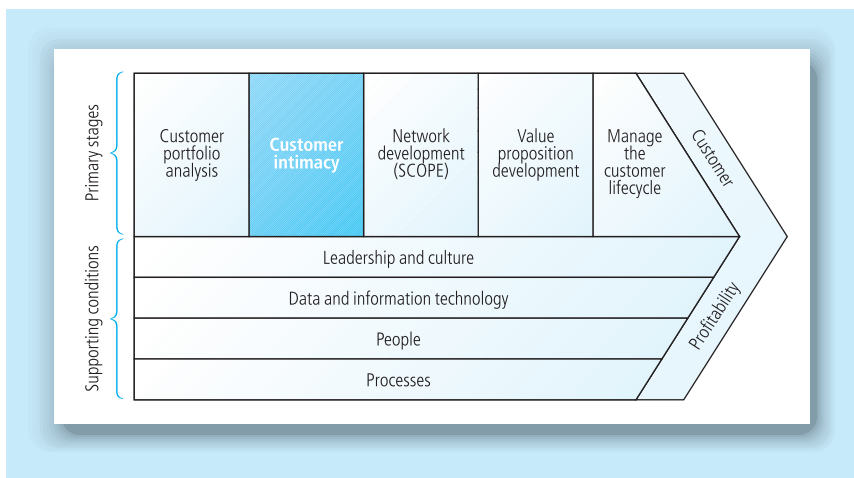 Primary stages
Customer
portfolio
analysis
Customer
intimacy
Network
development
(SCOPE)
Value
proposition
development
Manage
the
customer
lifecycle
Customer
Supporting conditions
Leadership and culture
Data and information technology
People
Processes
Profitability